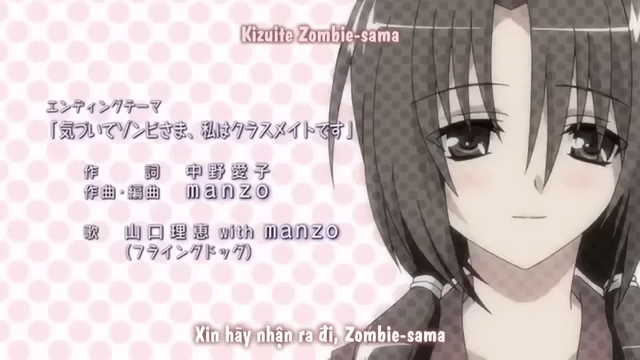 Kizuite Zombie-sama
エンディングテーマ
「気づいてゾンビさま、私はクラスメイトです」
作　詞　中野愛子
作曲・編曲　manzo
歌　山口理恵 with manzo
(フライングドッグ)
Xin hãy nhận ra đi, Zombie-sama